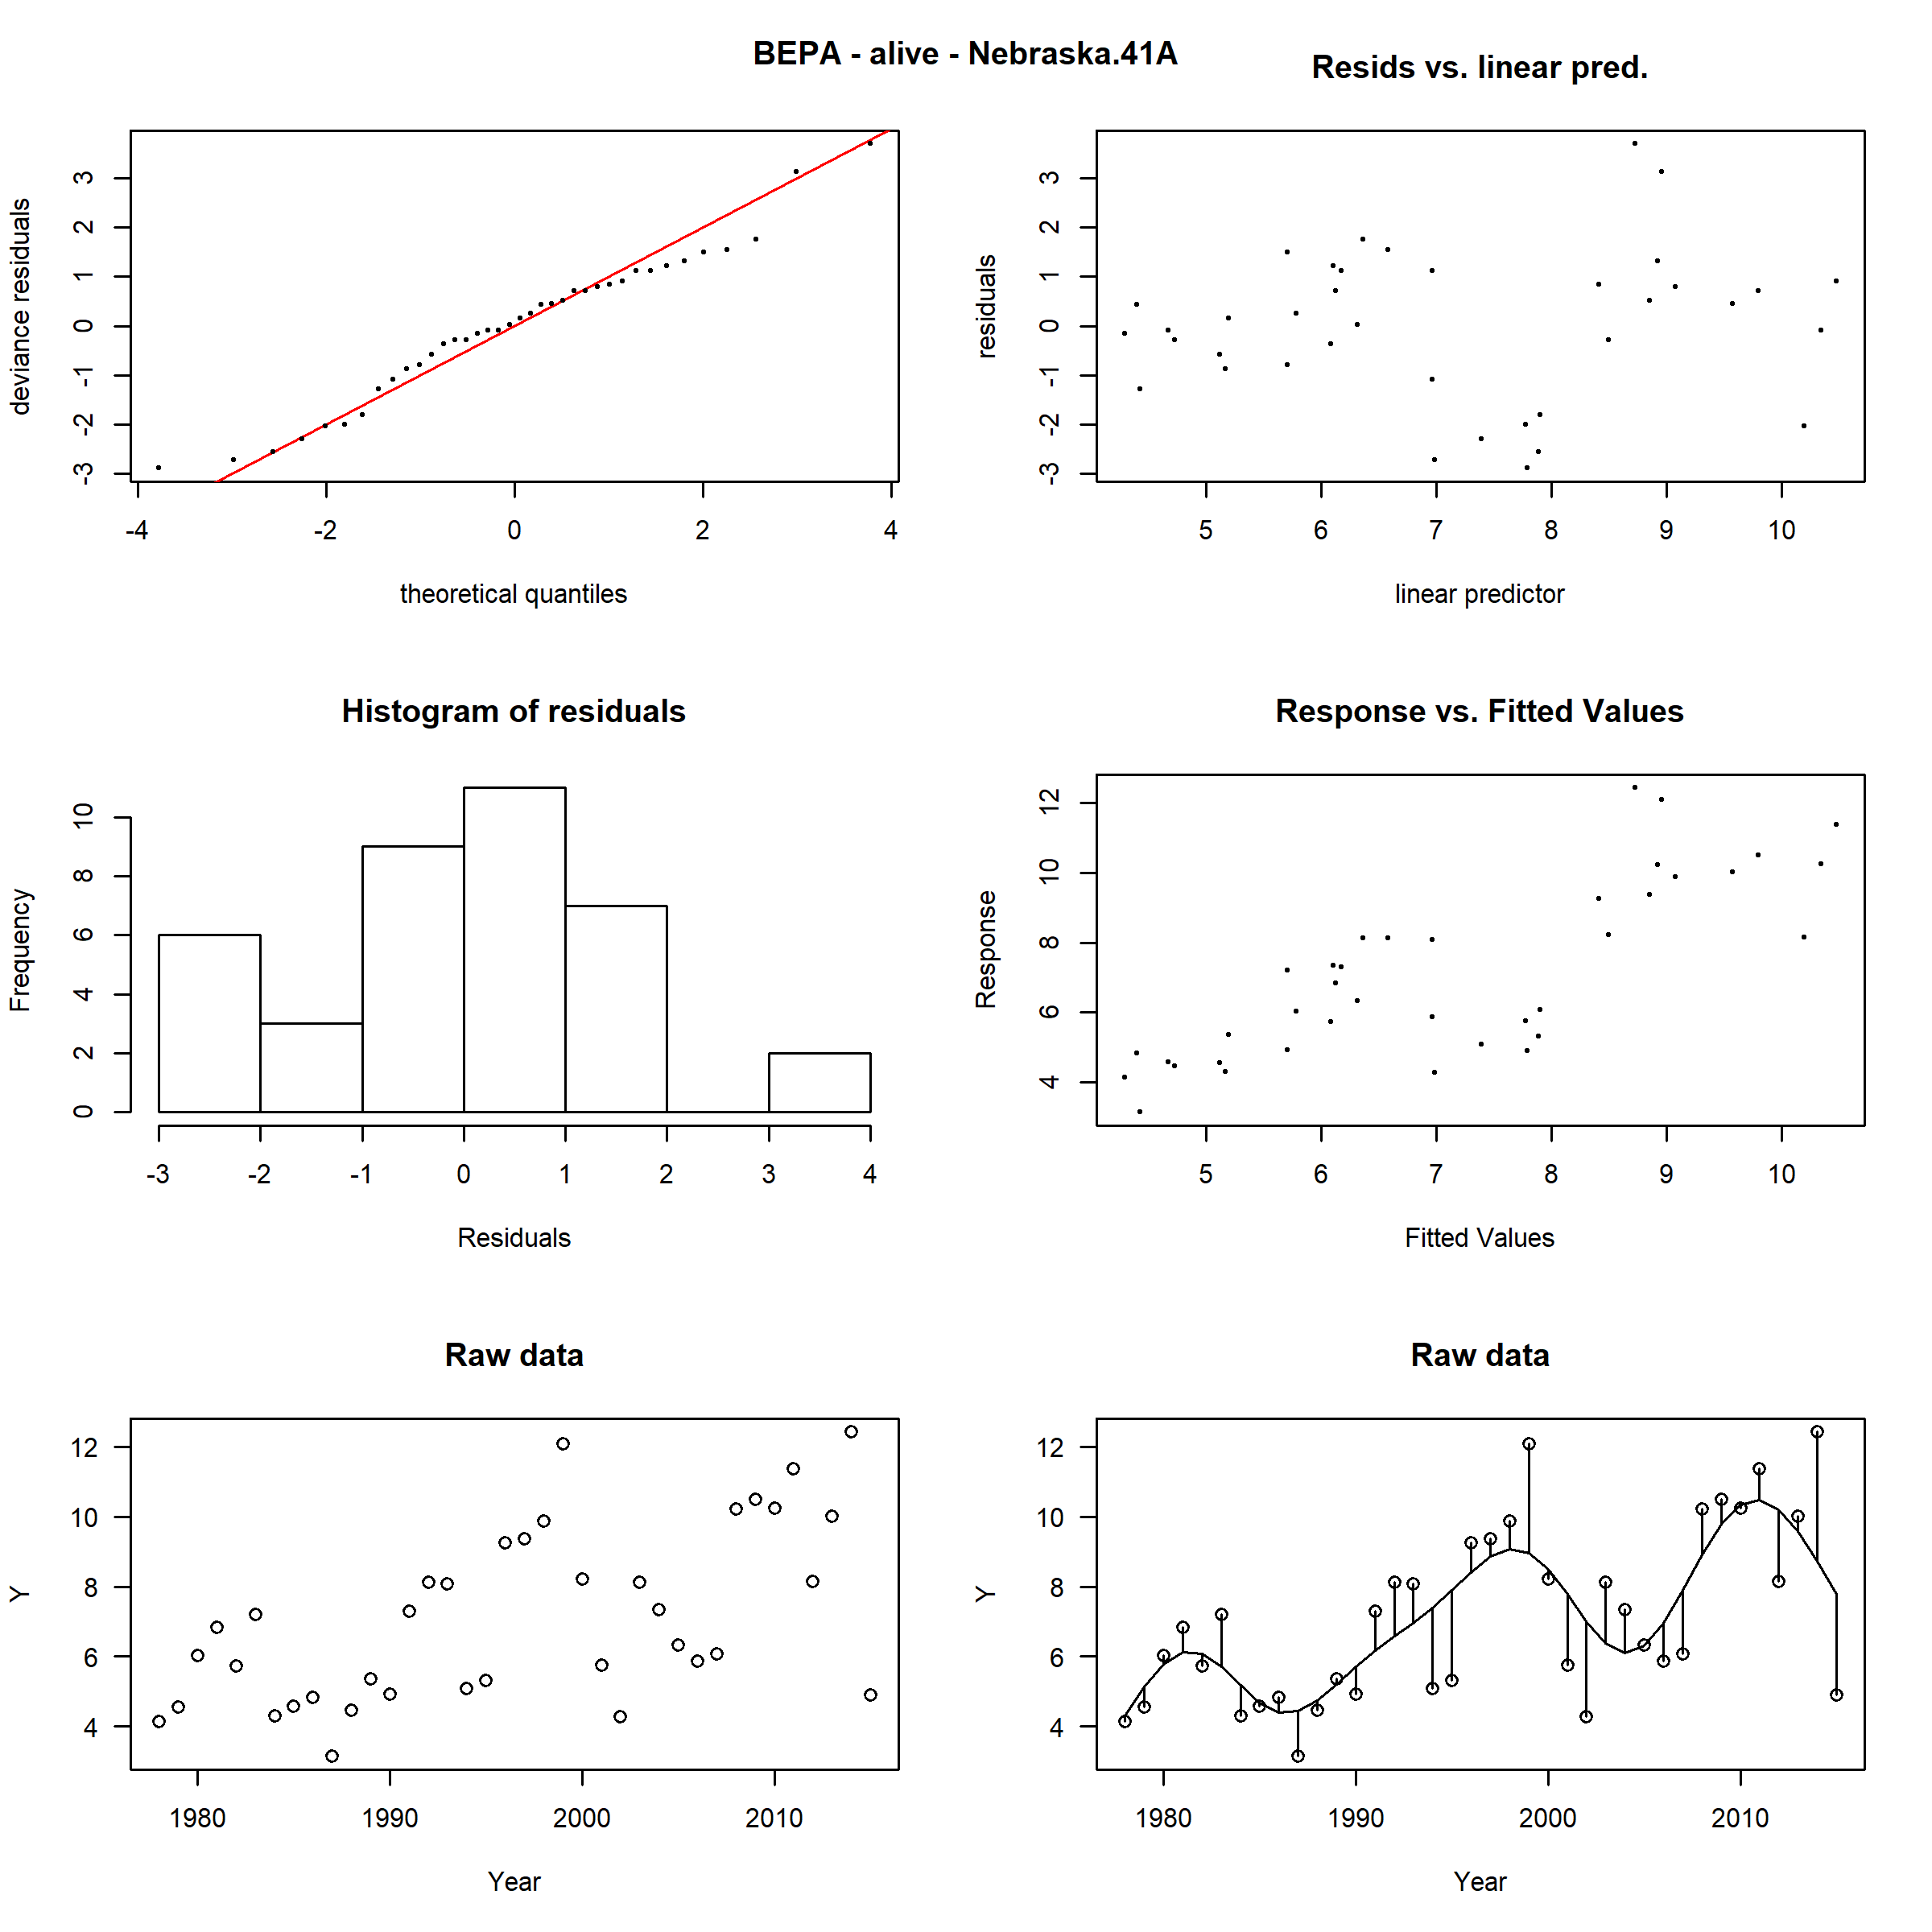 BEPA - alive - Nebraska.41A
deviance residuals
-3 -2 -1 0 1 2 3
-4 -2 0 2 4
theoretical quantiles
Resids vs. linear pred.
residuals
-3 -2 -1 0 1 2 3
5 6 7 8 9 10
linear predictor
Histogram of residuals
Frequency
0 2 4 6 8 10
-3 -2 -1 0 1 2 3 4
Residuals
Response vs. Fitted Values
Response
4 6 8 10 12
5 6 7 8 9 10
Fitted Values
Raw data
Y
4 6 8 10 12
1980 1990 2000 2010
Year
Raw data
Y
4 6 8 10 12
1980 1990 2000 2010
Year